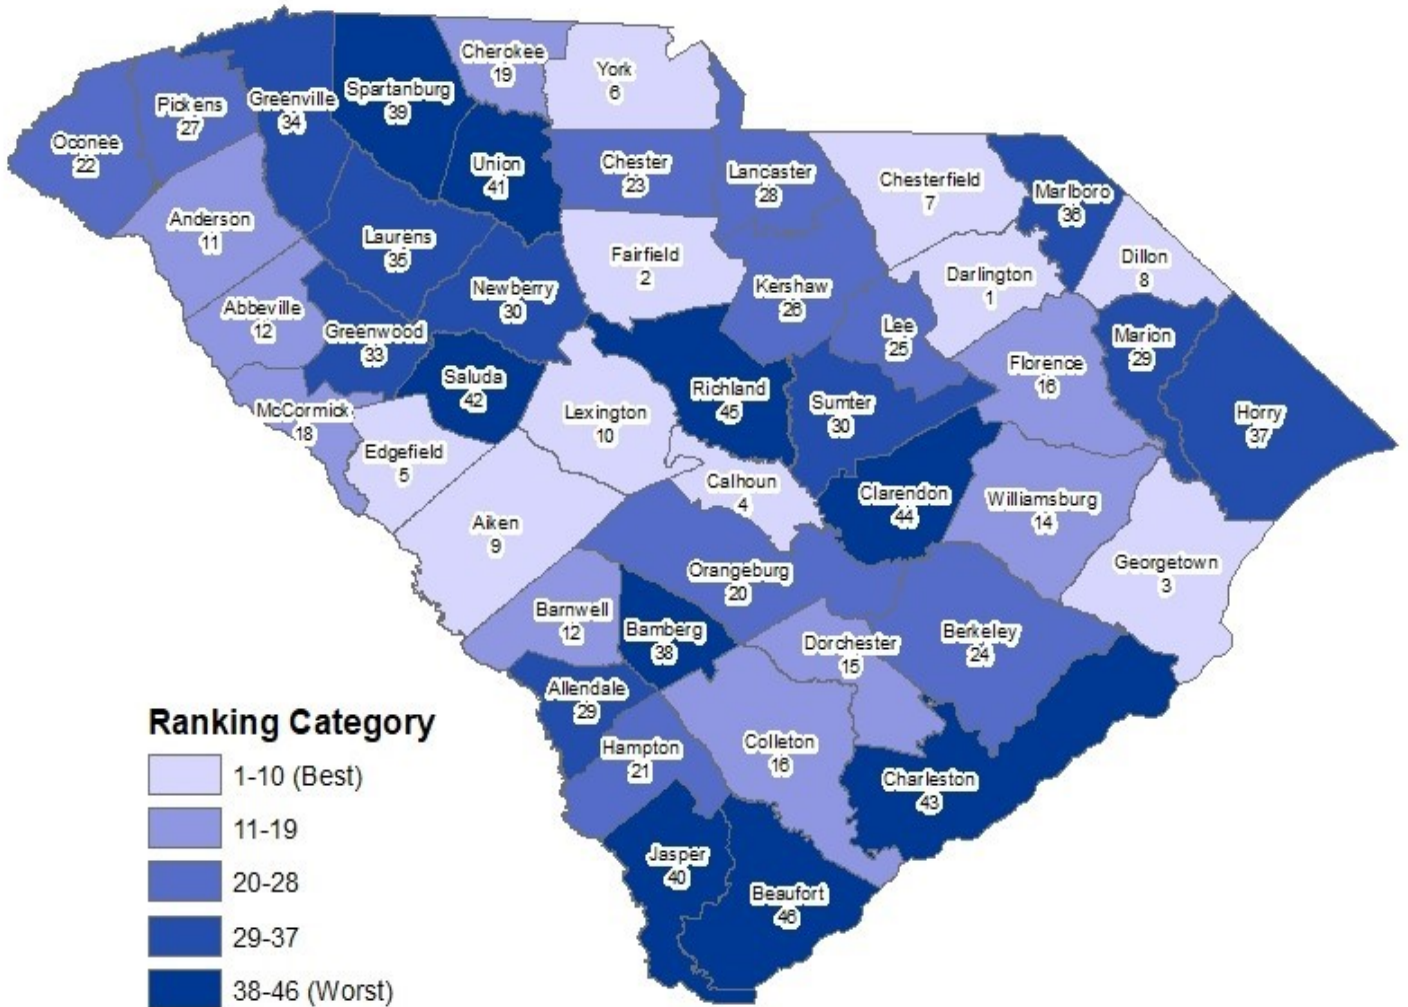 Cherokee
19
York
6
Spartanburg
39
Greenville
34
Pickens
27
Oconee
22
Union
41
Chester
23
Lancaster
28
Chesterfield
7
Marlboro
36
Anderson
11
Laurens
35
Fairfield
2
Dillon
8
Darlington
1
Newberry
30
Kershaw
26
Abbeville
12
Greenwood
33
Lee
25
Marion
29
Florence
16
Saluda
42
Richland
45
Sumter
30
Horry
37
McCormick
18
Lexington
10
Edgefield
5
Calhoun
4
Clarendon
44
Williamsburg
14
Aiken
9
Georgetown
3
Orangeburg
20
Barnwell
12
Bamberg
38
Dorchester
15
Berkeley
24
Allendale
29
Hampton
21
Colleton
16
Charleston
43
Jasper
40
Beaufort
46
Ranking Category
1-10 (Best)
11-19
20-28
29-37
38-46 (Worst)